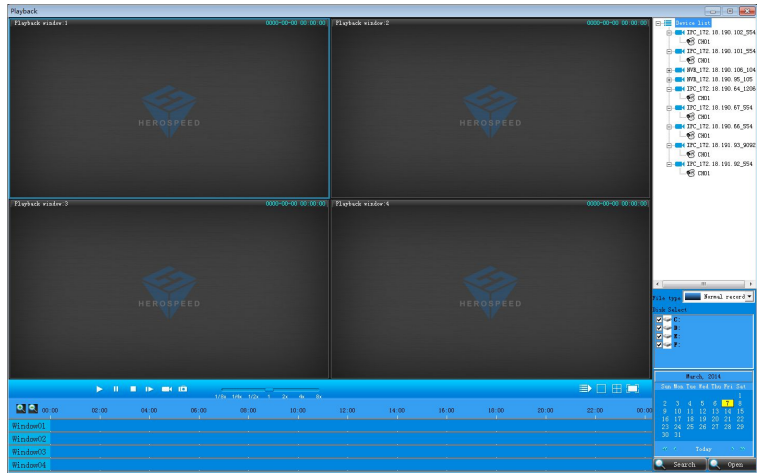 Playback
Playback window:1 0000-00-00 00:00:00
Playback window:2 0000-00-00 00:00:00
HEROSPEED
HEROSPEED
Playback window:3 0000-00-00 00:00:00
Playback window:4 0000-00-00 00:00:00
HEROSPEED
HEROSPEED
Device list
IPC_172.18.190.102_554
CH01
IPC_172.18.190.101_554
CH01
NVR_172.18.190.106_104
NVR_172.18.190.95_105
IPC_172.18.190.64_1206
CH01
IPC_172.18.190.67_554
CH01
IPC_172.18.190.66_554
CH01
IPC_172.18.191.93_9092
CH01
IPC_172.18.191.92_554
CH01
File type Normal record
Disk Select
C:
D:
E:
F:
March, 2014
Sun Mon Tue Wed Thu Fri Sat
1
2 3 4 5 6 7 8
9 10 11 12 13 14 15
16 17 18 19 20 21 22
23 24 25 26 27 28 29
30 31
Today
Search Open
1/8x 1/4x 1/2x 1 2x 4x 8x
00:00 02:00 04:00 06:00 08:00 10:00 12:00 14:00 16:00 18:00 20:00 22:00 00:00
Window01
Window02
Window03
Window04